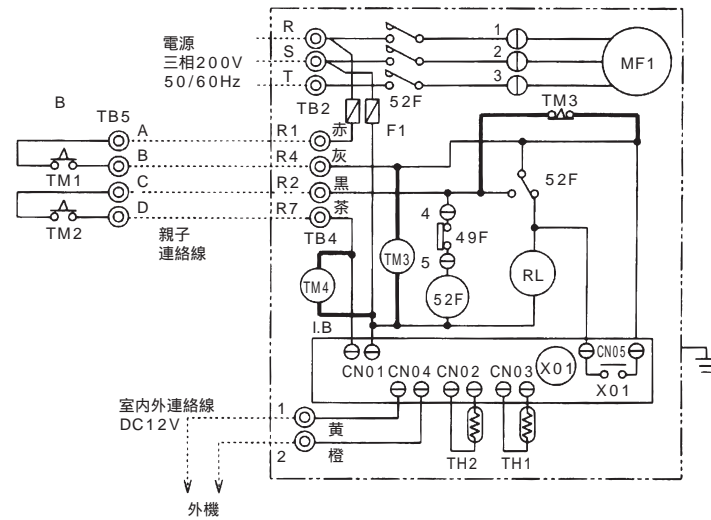 R
電源
S
三相200V
50/60Hz
T
1
2
3
MF1
TB2
52F
TM3
B
TB5
F1
A
R1
赤
B
R4
灰
TM1
C
R2
黒
52F
D
R7
茶
4
49F
TM2
親子
連絡線
TB4
TM3
5
RL
TM4
52F
I.B
CN01
CN04
CN02
CN03
X01
CN05
X01
室内外連絡線
DC12V
1
黄
2
橙
TH2
TH1
外機